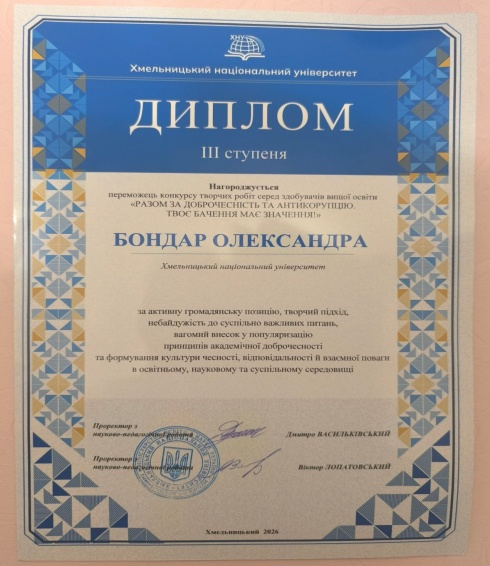 ХНУ
Хмельницький національний університет
ДИПЛОМ
III ступеня
Нагороджується
переможець конкурсу творчих робіт серед здобувачів вищої освіти
«РАЗОМ ЗА ДОБРОЧЕСНІСТЬ ТА АНТИКОРУПЦІЮ.
ТВОЄ БАЧЕННЯ МАЄ ЗНАЧЕННЯ!»
БОНДАР ОЛЕКСАНДРА
Хмельницький національний університет
за активну громадянську позицію, творчий підхід,
небайдужість до суспільно важливих питань,
вагомий внесок у популяризацію
принципів академічної доброчесності
та формування культури чесності, відповідальності й взаємної поваги
в освітньому, науковому та суспільному середовищі
Проректор з
науково-педагогічної роботи Дмитро ВАСИЛЬКІВСЬКИЙ
Проректор з
науково-педагогічної роботи Віктор ЛОПАТОВСЬКИЙ
Хмельницький 2026